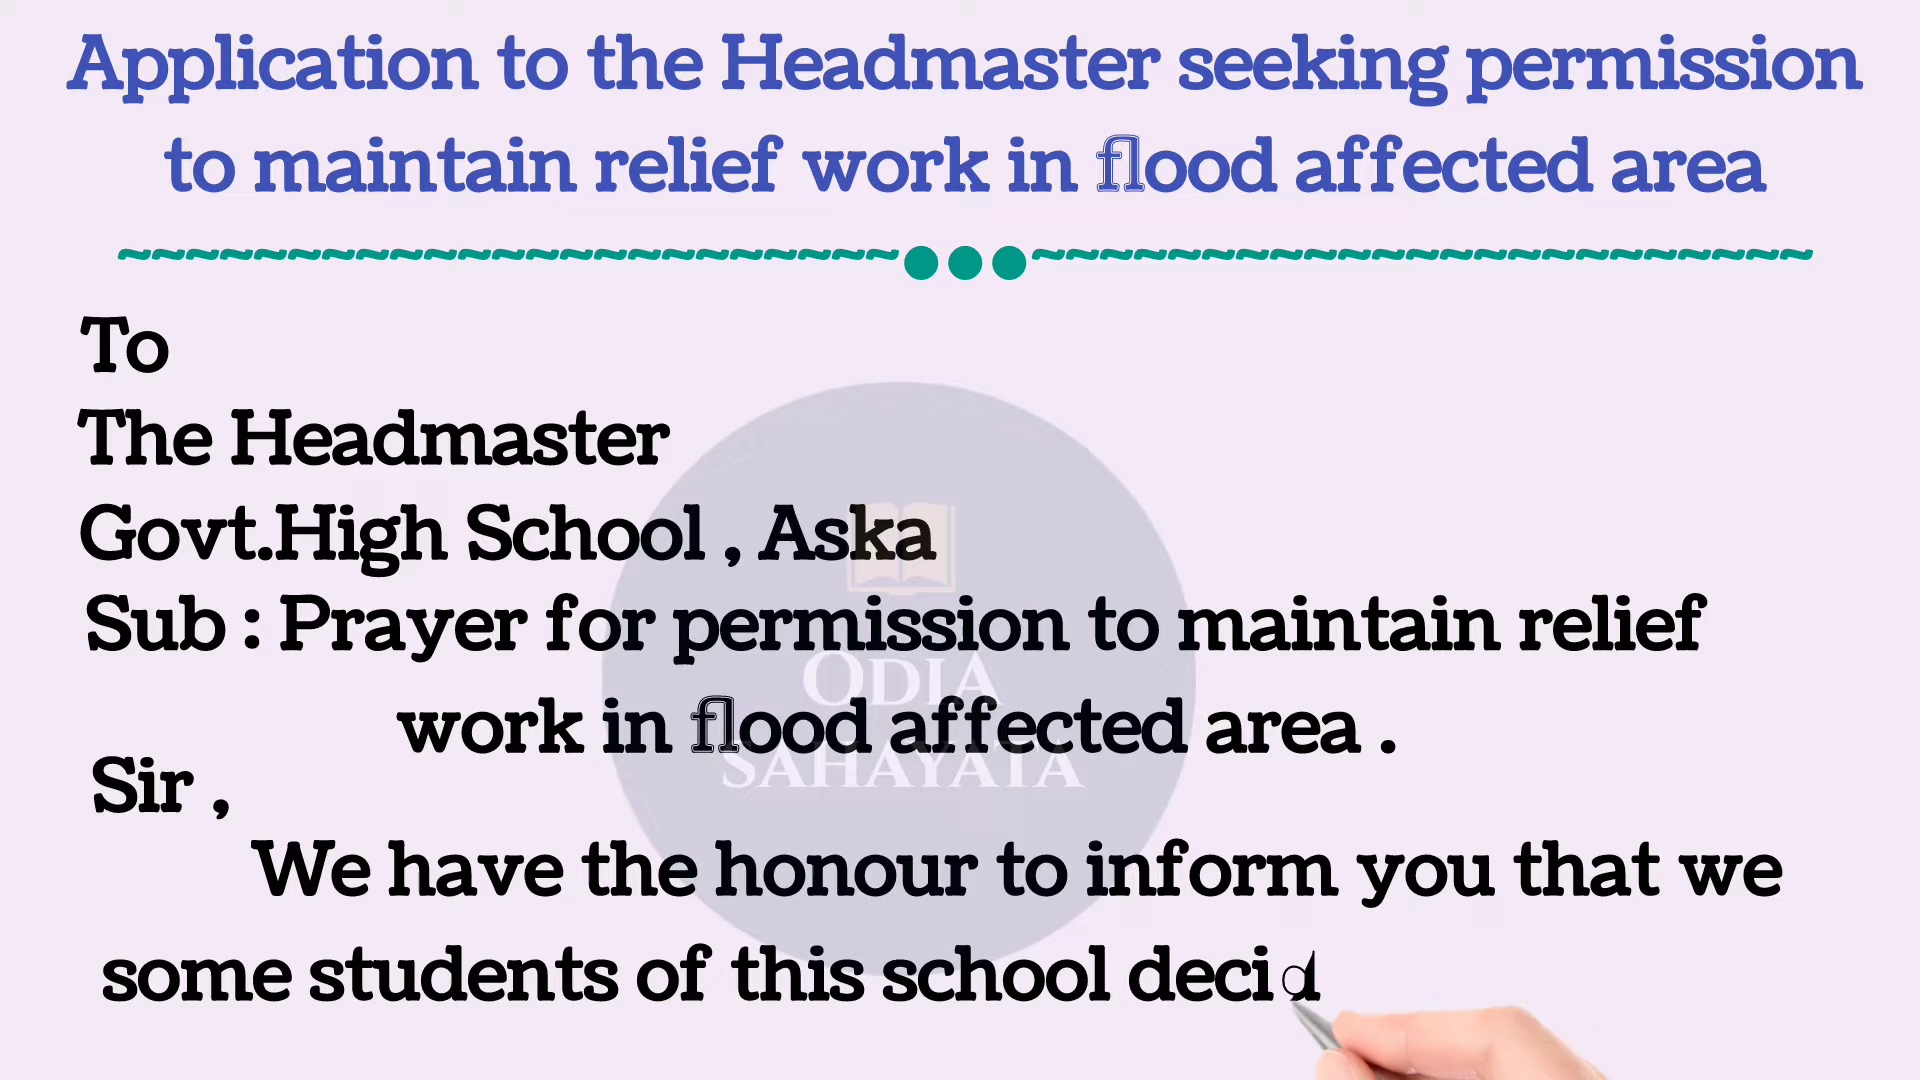 Application to the Headmaster seeking permission
to maintain relief work in flood affected area
To
The Headmaster
Govt.High School , Aska
Sub : Prayer for permission to maintain relief
work in flood affected area .
ODIA
SAHAYATA
Sir ,
We have the honour to inform you that we
some students of this school decid